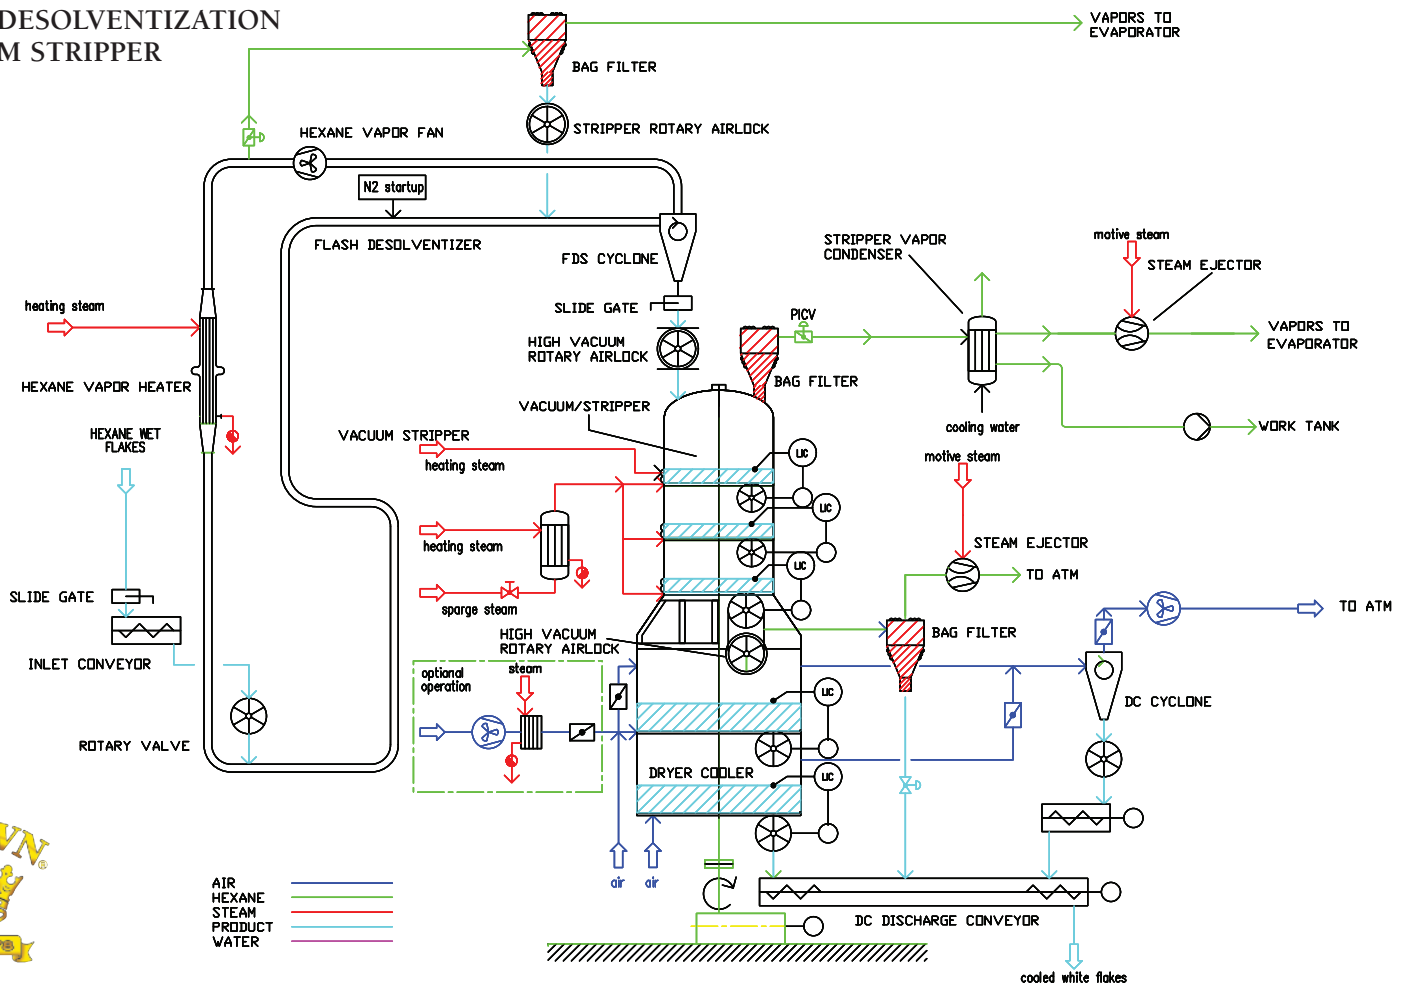 DESOLVENTIZATION
M STRIPPER
VAPORS TO
EVAPORATOR
BAG FILTER
HEXANE VAPOR FAN
STRIPPER ROTARY AIRLOCK
N2 startup
FLASH DESOLVENTIZER
FDS CYCLONE
STRIPPER VAPOR
CONDENSER
motive steam
STEAM EJECTOR
heating steam
SLIDE GATE
PICV
VAPORS TO
EVAPORATOR
HIGH VACUUM
ROTARY AIRLOCK
HEXANE VAPOR HEATER
BAG FILTER
VACUUM/STRIPPER
HEXANE WET
FLAKES
VACUUM STRIPPER
cooling water
WORK TANK
heating steam
LIC
motive steam
LIC
heating steam
STEAM EJECTOR
LIC
TO ATM
SLIDE GATE
sparge steam
TO ATM
HIGH VACUUM
ROTARY AIRLOCK
BAG FILTER
INLET CONVEYOR
optional
operation
steam
LIC
DC CYCLONE
ROTARY VALVE
DRYER COOLER
LIC
WN®
air
air
AIR
HEXANE
STEAM
PRODUCT
WATER
DC DISCHARGE CONVEYOR
cooled white flakes